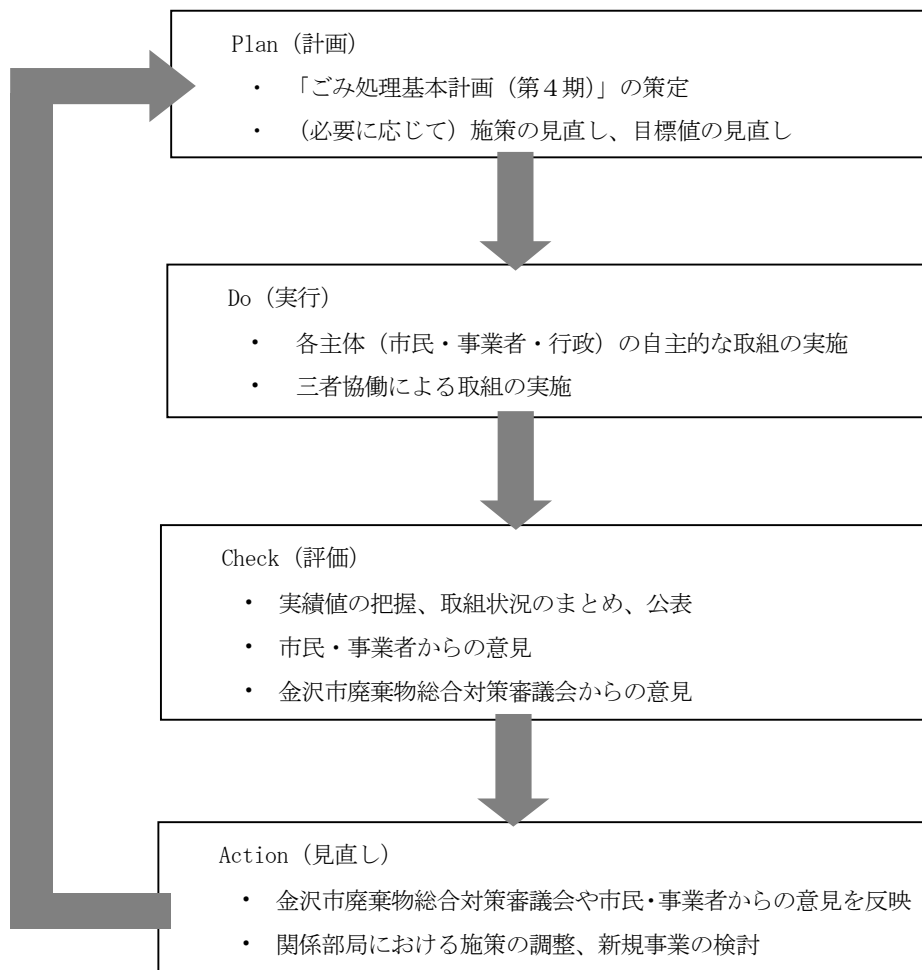 Plan（計画）
・ 「ごみ処理基本計画（第４期）」の策定
・ （必要に応じて）施策の見直し、目標値の見直し
Do（実行）
・ 各主体（市民・事業者・行政）の自主的な取組の実施
・ 三者協働による取組の実施
Check（評価）
・ 実績値の把握、取組状況のまとめ、公表
・ 市民・事業者からの意見
・ 金沢市廃棄物総合対策審議会からの意見
Action（見直し）
・ 金沢市廃棄物総合対策審議会や市民・事業者からの意見を反映
・ 関係部局における施策の調整、新規事業の検討